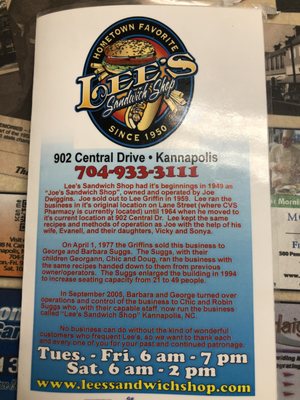 HOMETOWN FAVORITE
LEE'S
Sandwich Shop
SINCE 1950
902 Central Drive • Kannapolis
704-933-3111
Lee's Sandwich Shop had it's beginnings in 1949 as
"Joe's Sandwich Shop", owned and operated by Joe
Dwiggins. Joe sold out to Lee Griffin in 1959. Lee ran the
business in it's original location on Lane Street (where CVS
Pharmacy is currently located) until 1964 when he moved to
it's current location at 902 Central Dr. Lee kept the same
recipes and methods of operation as Joe with the help of his
wife, Evanell, and their daughters, Vicky and Sonya.
On April 1, 1977 the Griffins sold this business to
George and Barbara Suggs. The Suggs, with their
children Georgann, Chic and Doug, ran the business with
the same recipes handed down to them from previous
owner/operators. The Suggs enlarged the building in 1994
to increase seating capacity from 21 to 49 people.
In September 2005, Barbara and George turned over
operations and control of the business to Chic and Robin
Suggs who, with their capable staff, now run the business
called "Lee's Sandwich Shop" Kannapolis, NC.
No business can do without the kind of wonderful
customers who frequent Lee's, so we want to thank each
and every one of you for your past and continued patronage.
Tues. - Fri. 6 am - 7 pm
Sat. 6 am - 2 pm
www.leessandwichshop.com